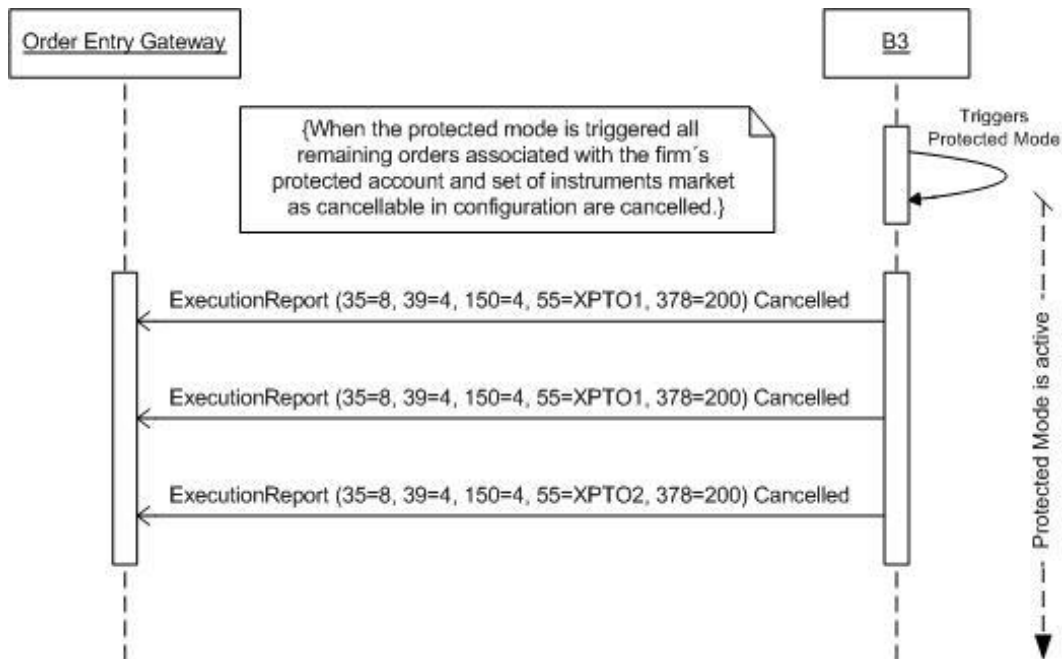 Order Entry Gateway
B3
Triggers
Protected Mode
{When the protected mode is triggered all
remaining orders associated with the firm´s
protected account and set of instruments market
as cancellable in configuration are cancelled.}
ExecutionReport (35=8, 39=4, 150=4, 55=XPTO1, 378=200) Cancelled
ExecutionReport (35=8, 39=4, 150=4, 55=XPTO1, 378=200) Cancelled
ExecutionReport (35=8, 39=4, 150=4, 55=XPTO2, 378=200) Cancelled
Protected Mode is active